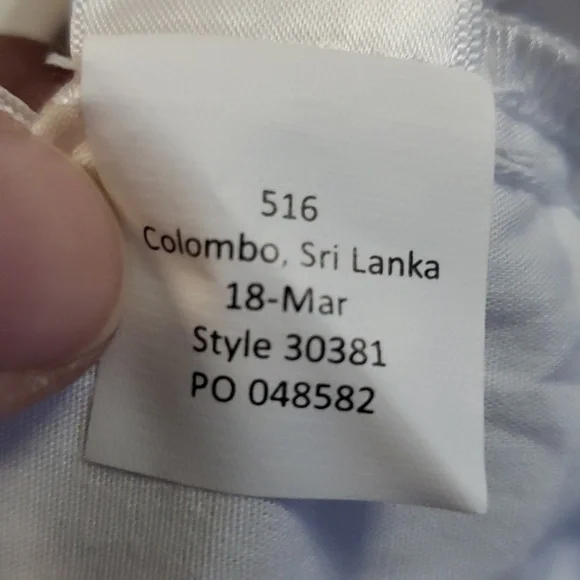 516
Colombo, Sri Lanka
18-Mar
Style 30381
PO 048582